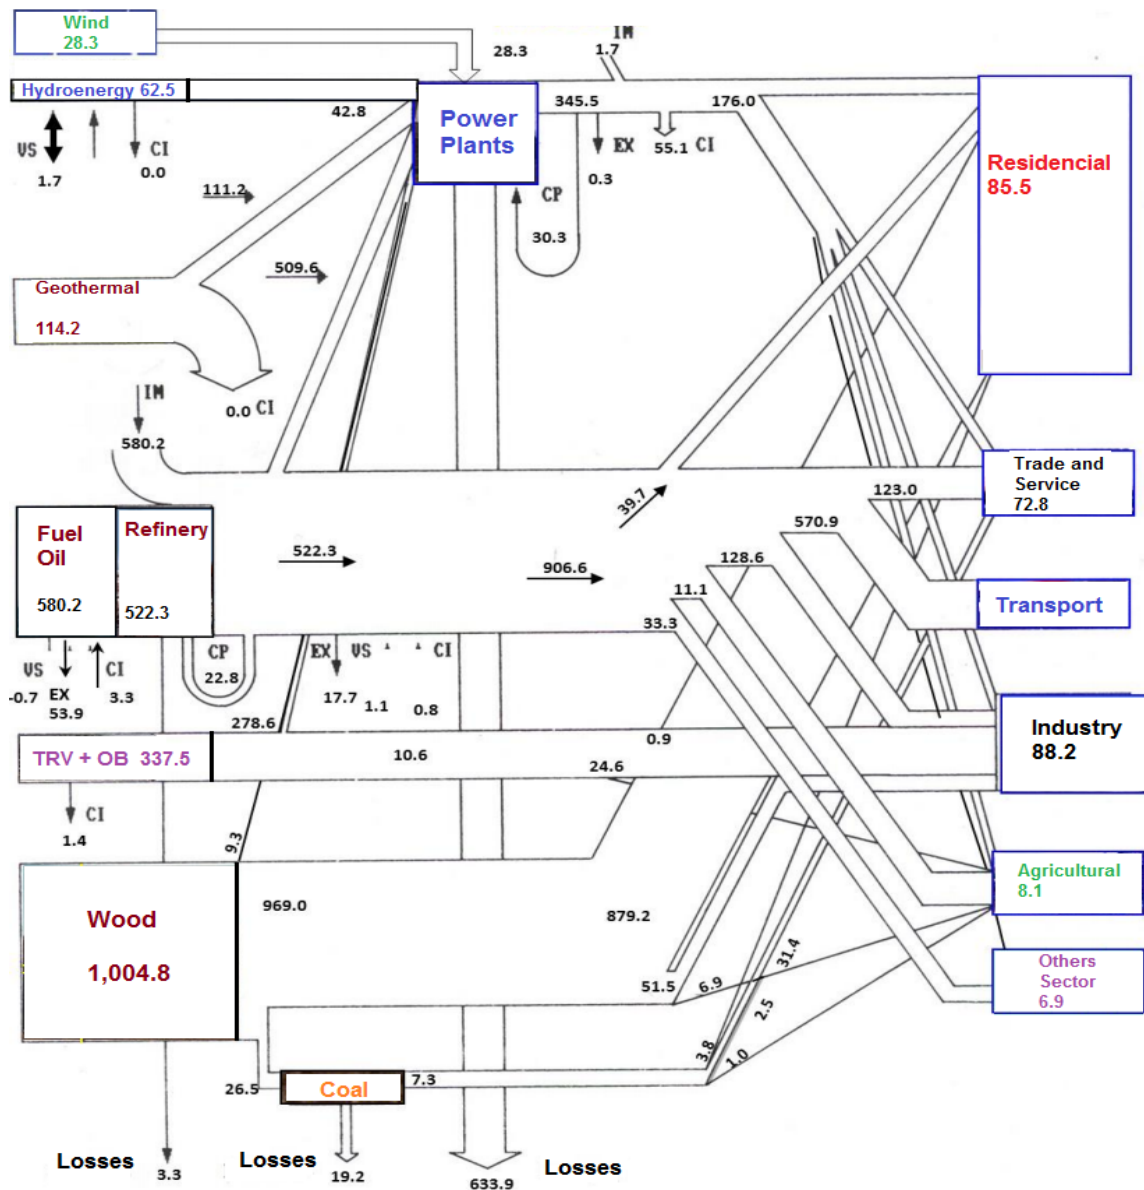 Wind
28.3
IM
1.7
28.3
Hydroenergy 62.5
42.8
Power
Plants
345.5
176.0
VS
CI
1.7
0.0
EX
55.1 CI
0.3
CP
30.3
Residencial
85.5
111.2
509.6
Geothermal
114.2
0.0 CI
IM
580.2
Trade and
Service
72.8
39.7
123.0
570.9
Fuel
Oil
580.2
Refinery
522.3
522.3
906.6
128.6
11.1
33.3
Transport
VS
CI
-0.7
EX
53.9
3.3
CP
22.8
EX
VS
CI
17.7
1.1
0.8
278.6
TRV + OB 337.5
10.6
0.9
24.6
Industry
88.2
CI
1.4
9.3
Wood
1,004.8
969.0
879.2
Agricultural
8.1
51.5
6.9
31.4
2.5
3.8
1.0
Others
Sector
6.9
26.5
Coal
7.3
Losses
3.3
Losses
19.2
633.9
Losses